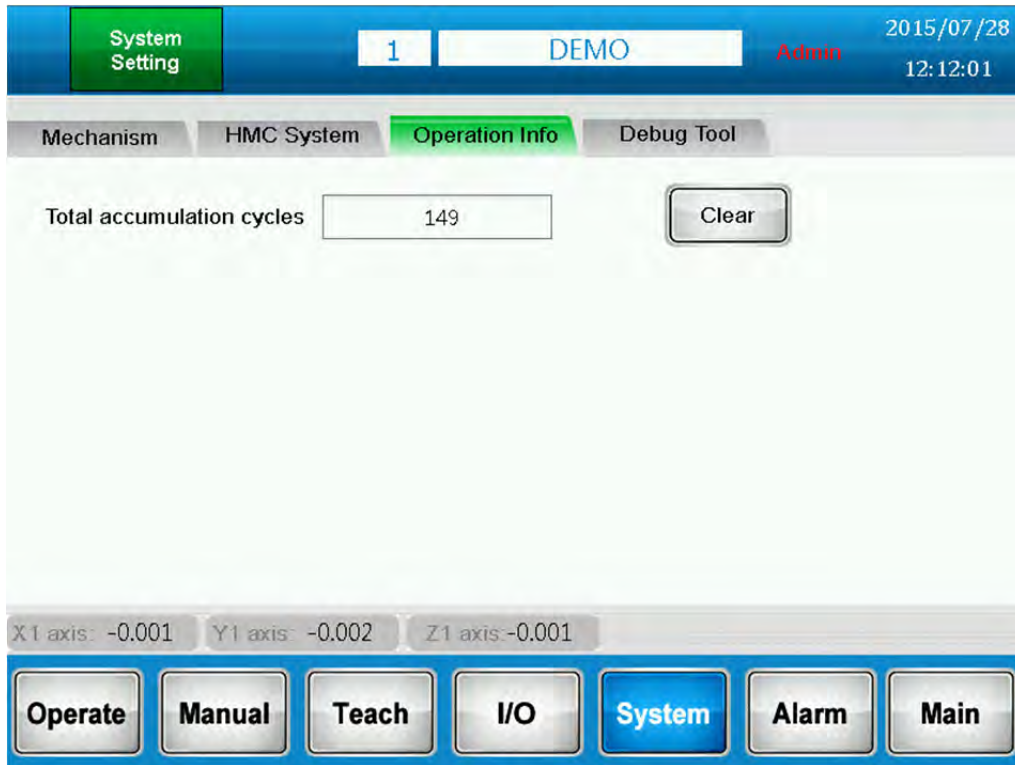 System
Setting
1
DEMO
Admin
2015/07/28
12:12:01
Mechanism
HMC System
Operation Info
Debug Tool
Total accumulation cycles
149
Clear
X1 axis: -0.001
Y1 axis: -0.002
Z1 axis:-0.001
Operate
Manual
Teach
I/O
System
Alarm
Main